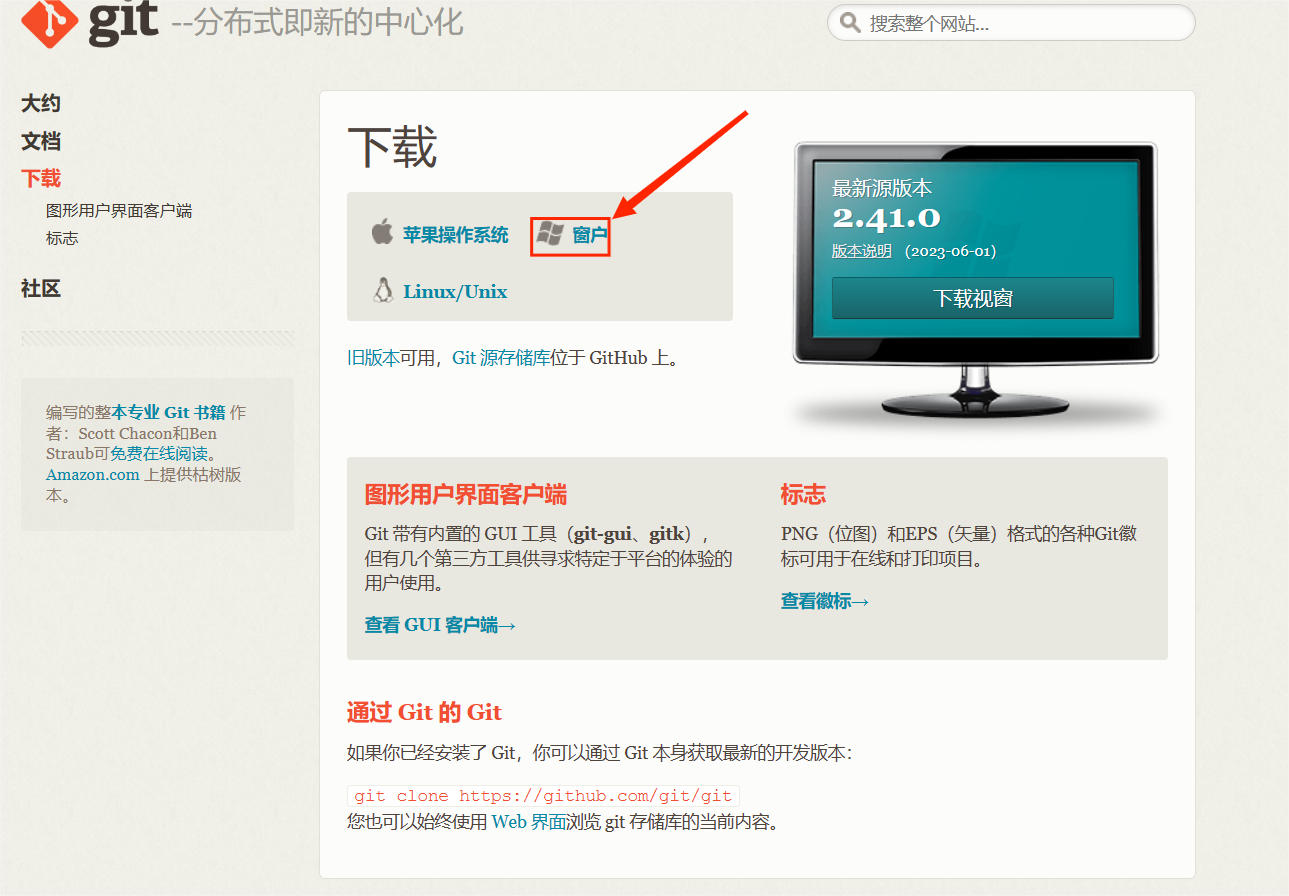 git --分布式即新的中心化
搜索整个网站...
大约
文档
下载
图形用户界面客户端
标志
社区
编写的整本专业 Git 书籍 作
者：Scott Chacon和Ben
Straub可免费在线阅读。
Amazon.com 上提供枯树版
本。
下载
苹果操作系统
窗户
Linux/Unix
旧版本可用，Git 源存储库位于 GitHub 上。
最新源版本
2.41.0
版本说明 （2023-06-01)
下载视窗
图形用户界面客户端
Git 带有内置的 GUI 工具（git-gui、gitk），
但有几个第三方工具供寻求特定于平台的体验的
用户使用。
查看 GUI 客户端→
标志
PNG（位图）和EPS（矢量）格式的各种Git徽
标可用于在线和打印项目。
查看徽标→
通过 Git 的 Git
如果你已经安装了 Git，你可以通过 Git 本身获取最新的开发版本：
git clone https://github.com/git/git
您也可以始终使用 Web 界面浏览 git 存储库的当前内容。